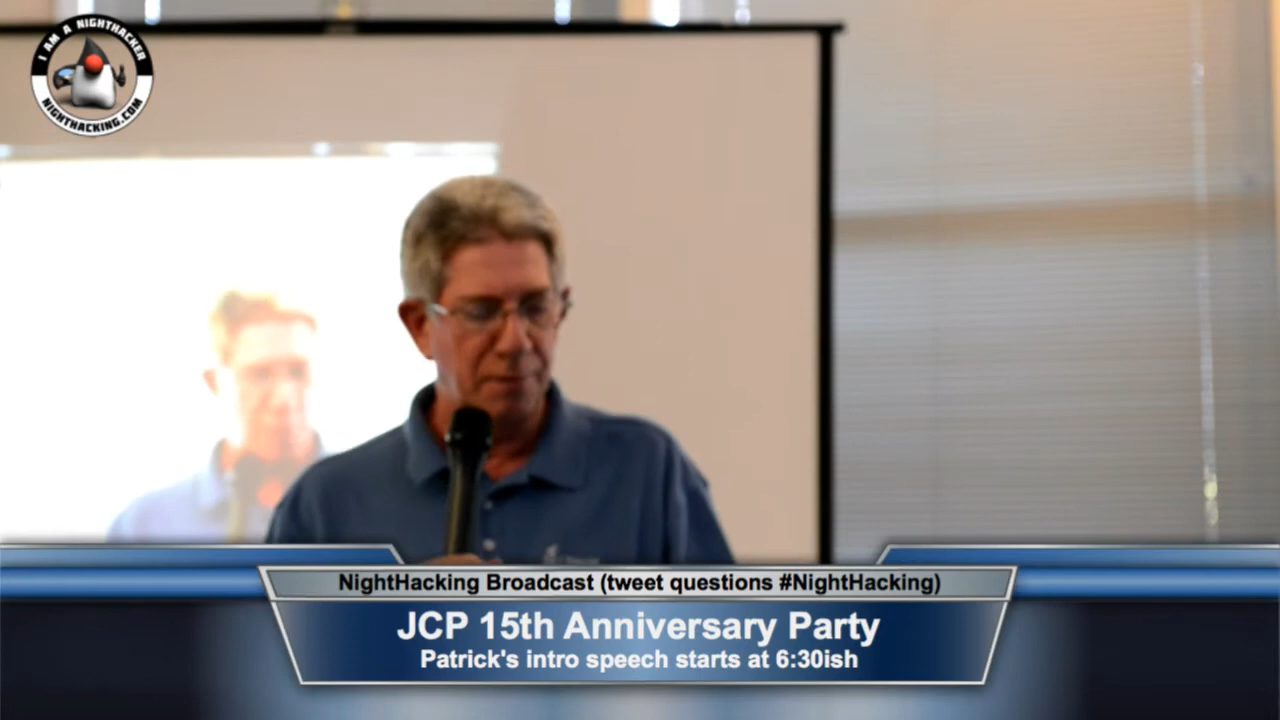 I AM A NIGHTHACKER
NIGHTHACKING.COM
NightHacking Broadcast (tweet questions #NightHacking)
JCP 15th Anniversary Party
Patrick's intro speech starts at 6:30ish